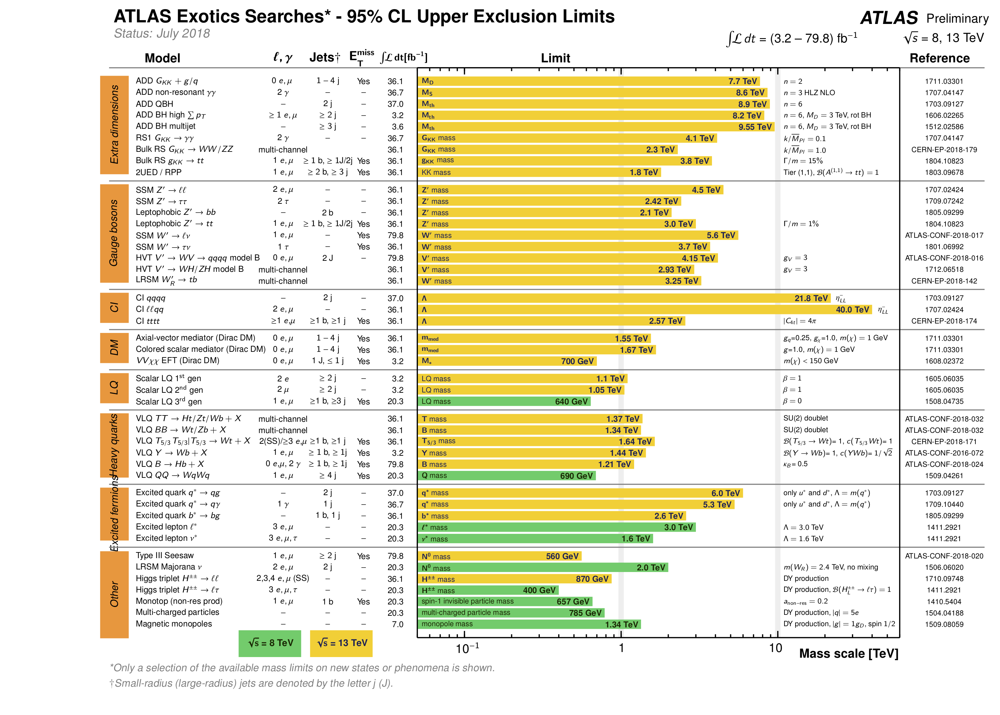 ATLAS Exotics Searches* - 95% CL Upper Exclusion Limits
ATLAS Preliminary
Status: July 2018
∫ℒ dt = (3.2 – 79.8) fb⁻¹ √s = 8, 13 TeV
Model ℓ, γ Jets† E_T^miss ∫ℒ dt[fb⁻¹] Limit Reference
Extra dimensions
ADD G_KK + g/q 0 e, μ 1 – 4 j Yes 36.1 M_D 7.7 TeV n = 2 1711.03301
ADD non-resonant γγ 2 γ – – 36.7 M_S 8.6 TeV n = 3 HLZ NLO 1707.04147
ADD QBH – 2 j – 37.0 M_th 8.9 TeV n = 6 1703.09127
ADD BH high ∑ p_T ≥ 1 e, μ ≥ 2 j – 3.2 M_th 8.2 TeV n = 6, M_D = 3 TeV, rot BH 1606.02265
ADD BH multijet – ≥ 3 j – 3.6 M_th 9.55 TeV n = 6, M_D = 3 TeV, rot BH 1512.02586
RS1 G_KK → γγ 2 γ – – 36.7 G_KK mass 4.1 TeV k/M̅_Pl = 0.1 1707.04147
Bulk RS G_KK → WW/ZZ multi-channel 36.1 G_KK mass 2.3 TeV k/M̅_Pl = 1.0 CERN-EP-2018-179
Bulk RS g_KK → tt 1 e, μ ≥ 1 b, ≥ 1J/2j Yes 36.1 g_KK mass 3.8 TeV Γ/m = 15% 1804.10823
2UED / RPP 1 e, μ ≥ 2 b, ≥ 3 j Yes 36.1 KK mass 1.8 TeV Tier (1,1), ℬ(A^(1,1) → tt) = 1 1803.09678
Gauge bosons
SSM Z′ → ℓℓ 2 e, μ – – 36.1 Z′ mass 4.5 TeV 1707.02424
SSM Z′ → ττ 2 τ – – 36.1 Z′ mass 2.42 TeV 1709.07242
Leptophobic Z′ → bb – 2 b – 36.1 Z′ mass 2.1 TeV 1805.09299
Leptophobic Z′ → tt 1 e, μ ≥ 1 b, ≥ 1J/2j Yes 36.1 Z′ mass 3.0 TeV Γ/m = 1% 1804.10823
SSM W′ → ℓν 1 e, μ – Yes 79.8 W′ mass 5.6 TeV ATLAS-CONF-2018-017
SSM W′ → τν 1 τ – Yes 36.1 W′ mass 3.7 TeV 1801.06992
HVT V′ → WV → qqqq model B 0 e, μ 2 J – 79.8 V′ mass 4.15 TeV g_V = 3 ATLAS-CONF-2018-016
HVT V′ → WH/ZH model B multi-channel 36.1 V′ mass 2.93 TeV g_V = 3 1712.06518
LRSM W′_R → tb multi-channel 36.1 W′ mass 3.25 TeV CERN-EP-2018-142
CI
CI qqqq – 2 j – 37.0 Λ 21.8 TeV η⁻_LL 1703.09127
CI ℓℓqq 2 e, μ – – 36.1 Λ 40.0 TeV η⁻_LL 1707.02424
CI tttt ≥1 e,μ ≥1 b, ≥1 j Yes 36.1 Λ 2.57 TeV |C_4t| = 4π CERN-EP-2018-174
DM
Axial-vector mediator (Dirac DM) 0 e, μ 1 – 4 j Yes 36.1 m_med 1.55 TeV g_q=0.25, g_χ=1.0, m(χ) = 1 GeV 1711.03301
Colored scalar mediator (Dirac DM) 0 e, μ 1 – 4 j Yes 36.1 m_med 1.67 TeV g=1.0, m(χ) = 1 GeV 1711.03301
VVχχ EFT (Dirac DM) 0 e, μ 1 J, ≤ 1 j Yes 3.2 M_* 700 GeV m(χ) < 150 GeV 1608.02372
LQ
Scalar LQ 1st gen 2 e ≥ 2 j – 3.2 LQ mass 1.1 TeV β = 1 1605.06035
Scalar LQ 2nd gen 2 μ ≥ 2 j – 3.2 LQ mass 1.05 TeV β = 1 1605.06035
Scalar LQ 3rd gen 1 e, μ ≥1 b, ≥3 j Yes 20.3 LQ mass 640 GeV β = 0 1508.04735
Heavy quarks
VLQ TT → Ht/Zt/Wb + X multi-channel 36.1 T mass 1.37 TeV SU(2) doublet ATLAS-CONF-2018-032
VLQ BB → Wt/Zb + X multi-channel 36.1 B mass 1.34 TeV SU(2) doublet ATLAS-CONF-2018-032
VLQ T_5/3 T_5/3|T_5/3 → Wt + X 2(SS)/≥3 e,μ ≥1 b, ≥1 j Yes 36.1 T_5/3 mass 1.64 TeV ℬ(T_5/3 → Wt)= 1, c(T_5/3 Wt)= 1 CERN-EP-2018-171
VLQ Y → Wb + X 1 e, μ ≥ 1 b, ≥ 1j Yes 3.2 Y mass 1.44 TeV ℬ(Y → Wb)= 1, c(YWb)= 1/√2 ATLAS-CONF-2016-072
VLQ B → Hb + X 0 e,μ, 2 γ ≥ 1 b, ≥ 1j Yes 79.8 B mass 1.21 TeV κ_B= 0.5 ATLAS-CONF-2018-024
VLQ QQ → WqWq 1 e, μ ≥ 4 j Yes 20.3 Q mass 690 GeV 1509.04261
Excited fermions
Excited quark q* → qg – 2 j – 37.0 q* mass 6.0 TeV only u* and d*, Λ = m(q*) 1703.09127
Excited quark q* → qγ 1 γ 1 j – 36.7 q* mass 5.3 TeV only u* and d*, Λ = m(q*) 1709.10440
Excited quark b* → bg – 1 b, 1 j – 36.1 b* mass 2.6 TeV 1805.09299
Excited lepton ℓ* 3 e, μ – – 20.3 ℓ* mass 3.0 TeV Λ = 3.0 TeV 1411.2921
Excited lepton ν* 3 e, μ, τ – – 20.3 ν* mass 1.6 TeV Λ = 1.6 TeV 1411.2921
Other
Type III Seesaw 1 e, μ ≥ 2 j Yes 79.8 N⁰ mass 560 GeV ATLAS-CONF-2018-020
LRSM Majorana ν 2 e, μ 2 j – 20.3 N⁰ mass 2.0 TeV m(W_R) = 2.4 TeV, no mixing 1506.06020
Higgs triplet H^±± → ℓℓ 2,3,4 e, μ (SS) – – 36.1 H^±± mass 870 GeV DY production 1710.09748
Higgs triplet H^±± → ℓτ 3 e, μ, τ – – 20.3 H^±± mass 400 GeV DY production, ℬ(H_L^±± → ℓτ) = 1 1411.2921
Monotop (non-res prod) 1 e, μ 1 b Yes 20.3 spin-1 invisible particle mass 657 GeV a_non–res = 0.2 1410.5404
Multi-charged particles – – – 20.3 multi-charged particle mass 785 GeV DY production, |q| = 5e 1504.04188
Magnetic monopoles – – – 7.0 monopole mass 1.34 TeV DY production, |g| = 1g_D, spin 1/2 1509.08059
√s = 8 TeV √s = 13 TeV
10⁻¹ 1 10
Mass scale [TeV]
*Only a selection of the available mass limits on new states or phenomena is shown.
†Small-radius (large-radius) jets are denoted by the letter j (J).